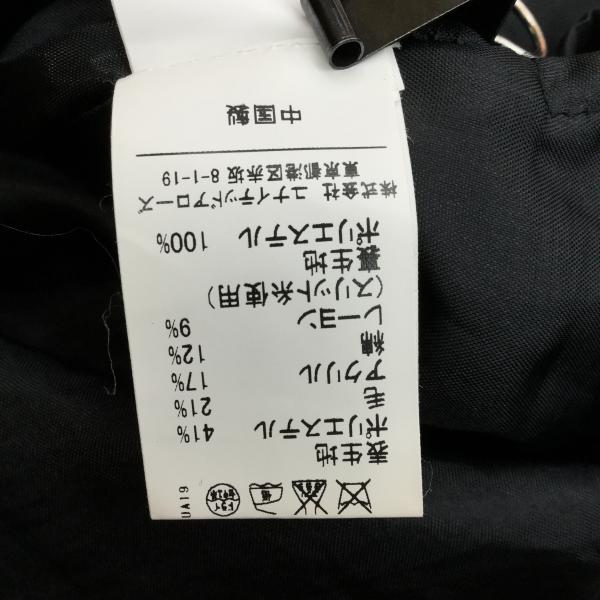 ドライ
UA19
表生地
ポリエステル 41%
毛 21%
アクリル 17%
綿 12%
レーヨン 9%
(スリット糸使用)
裏生地
ポリエステル 100%
株式会社 ユナイテッドアローズ
東京都港区赤坂 8-1-19
中国製